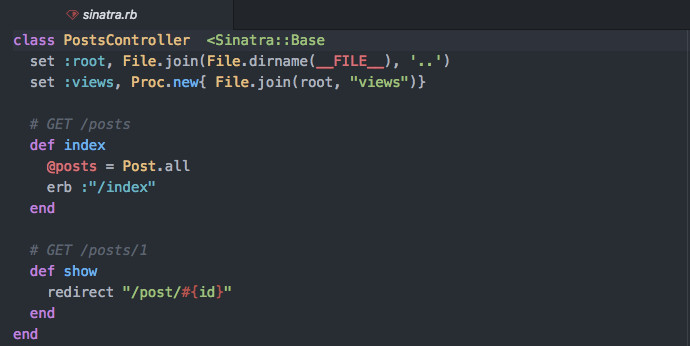 sinatra.rb
class PostsController  <Sinatra::Base
  set :root, File.join(File.dirname(__FILE__), '..')
  set :views, Proc.new{ File.join(root, "views")}

  # GET /posts
  def index
    @posts = Post.all
    erb :"/index"
  end

  # GET /posts/1
  def show
    redirect "/post/#{id}"
  end
end